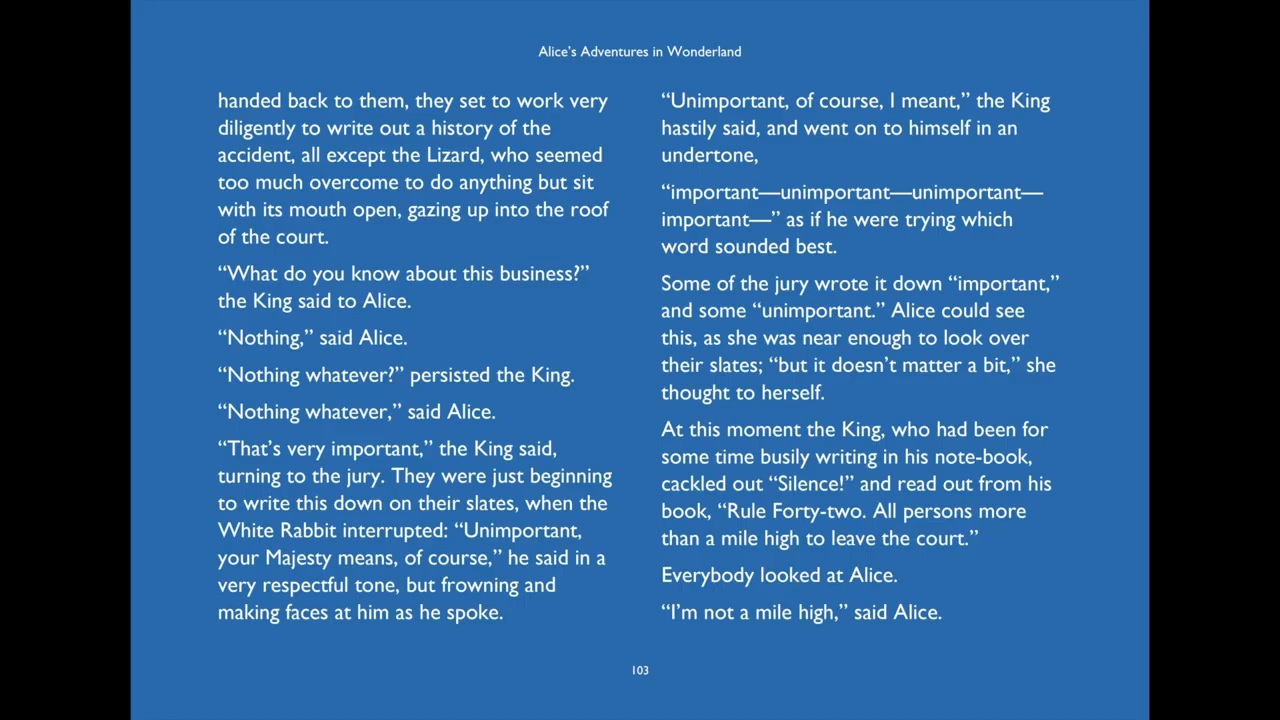 Alice’s Adventures in Wonderland
handed back to them, they set to work very
diligently to write out a history of the
accident, all except the Lizard, who seemed
too much overcome to do anything but sit
with its mouth open, gazing up into the roof
of the court.
“What do you know about this business?”
the King said to Alice.
“Nothing,” said Alice.
“Nothing whatever?” persisted the King.
“Nothing whatever,” said Alice.
“That’s very important,” the King said,
turning to the jury. They were just beginning
to write this down on their slates, when the
White Rabbit interrupted: “Unimportant,
your Majesty means, of course,” he said in a
very respectful tone, but frowning and
making faces at him as he spoke.
“Unimportant, of course, I meant,” the King
hastily said, and went on to himself in an
undertone,
“important—unimportant—unimportant—
important—” as if he were trying which
word sounded best.
Some of the jury wrote it down “important,”
and some “unimportant.” Alice could see
this, as she was near enough to look over
their slates; “but it doesn’t matter a bit,” she
thought to herself.
At this moment the King, who had been for
some time busily writing in his note-book,
cackled out “Silence!” and read out from his
book, “Rule Forty-two. All persons more
than a mile high to leave the court.”
Everybody looked at Alice.
“I’m not a mile high,” said Alice.
103